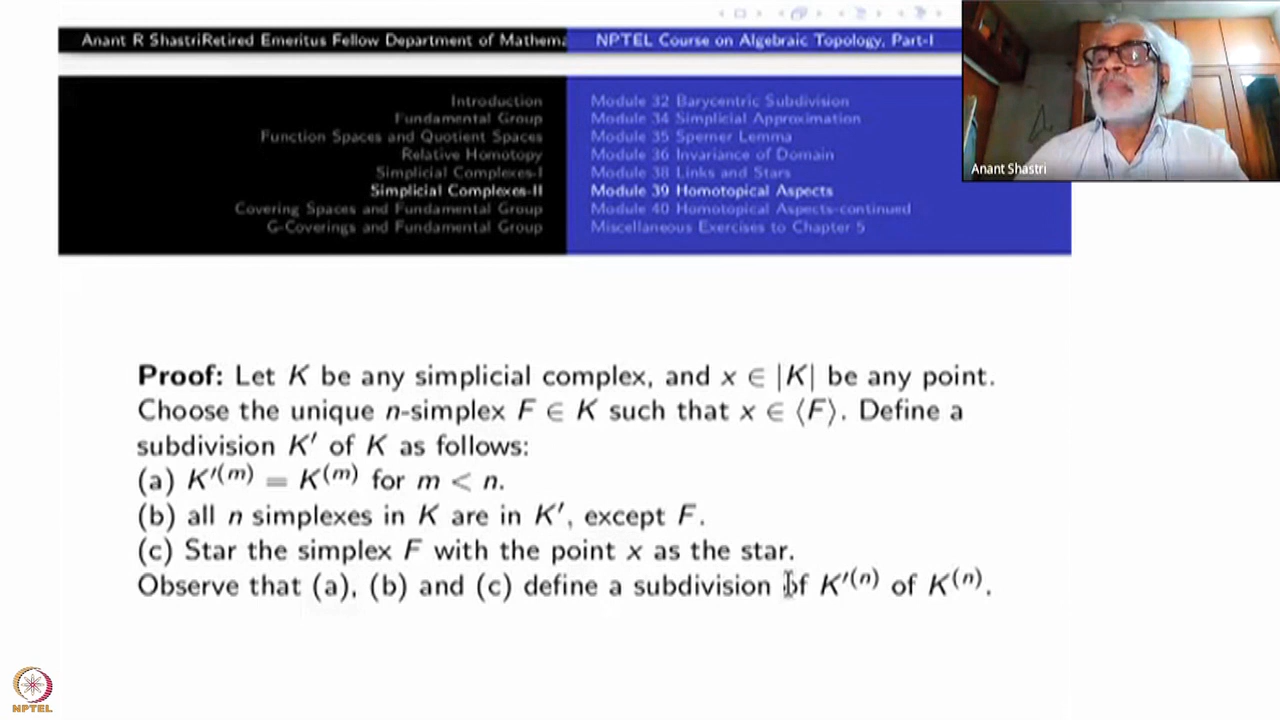 Anant R ShastriRetired Emeritus Fellow Department of Mathema
NPTEL Course on Algebraic Topology, Part-I
Introduction
Fundamental Group
Function Spaces and Quotient Spaces
Relative Homotopy
Simplicial Complexes-I
Simplicial Complexes-II
Covering Spaces and Fundamental Group
G-Coverings and Fundamental Group
Module 32 Barycentric Subdivision
Module 34 Simplicial Approximation
Module 35 Sperner Lemma
Module 36 Invariance of Domain
Module 38 Links and Stars
Module 39 Homotopical Aspects
Module 40 Homotopical Aspects-continued
Miscellaneous Exercises to Chapter 5
Anant Shastri
Proof: Let K be any simplicial complex, and x ∈ |K| be any point.
Choose the unique n-simplex F ∈ K such that x ∈ ⟨F⟩. Define a
subdivision K′ of K as follows:
(a) K′⁽ᵐ⁾ = K⁽ᵐ⁾ for m < n.
(b) all n simplexes in K are in K′, except F.
(c) Star the simplex F with the point x as the star.
Observe that (a), (b) and (c) define a subdivision of K′⁽ⁿ⁾ of K⁽ⁿ⁾.
NPTEL